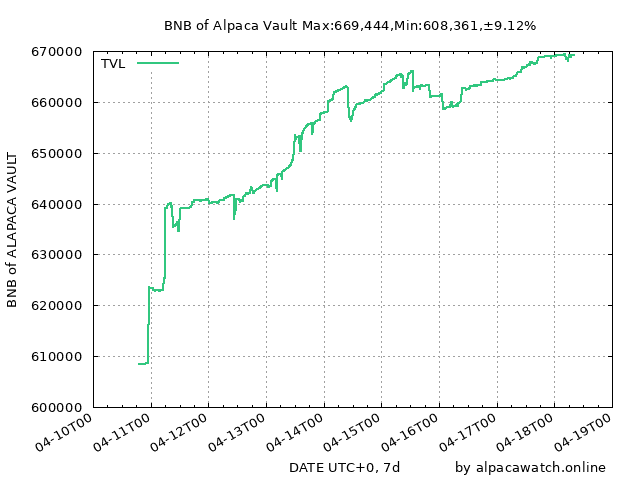 BNB of Alpaca Vault Max:669,444,Min:608,361,±9.12%
TVL
BNB of ALAPACA VAULT
670000
660000
650000
640000
630000
620000
610000
600000
04-10T00
04-11T00
04-12T00
04-13T00
04-14T00
04-15T00
04-16T00
04-17T00
04-18T00
04-19T00
DATE UTC+0, 7d
by alpacawatch.online